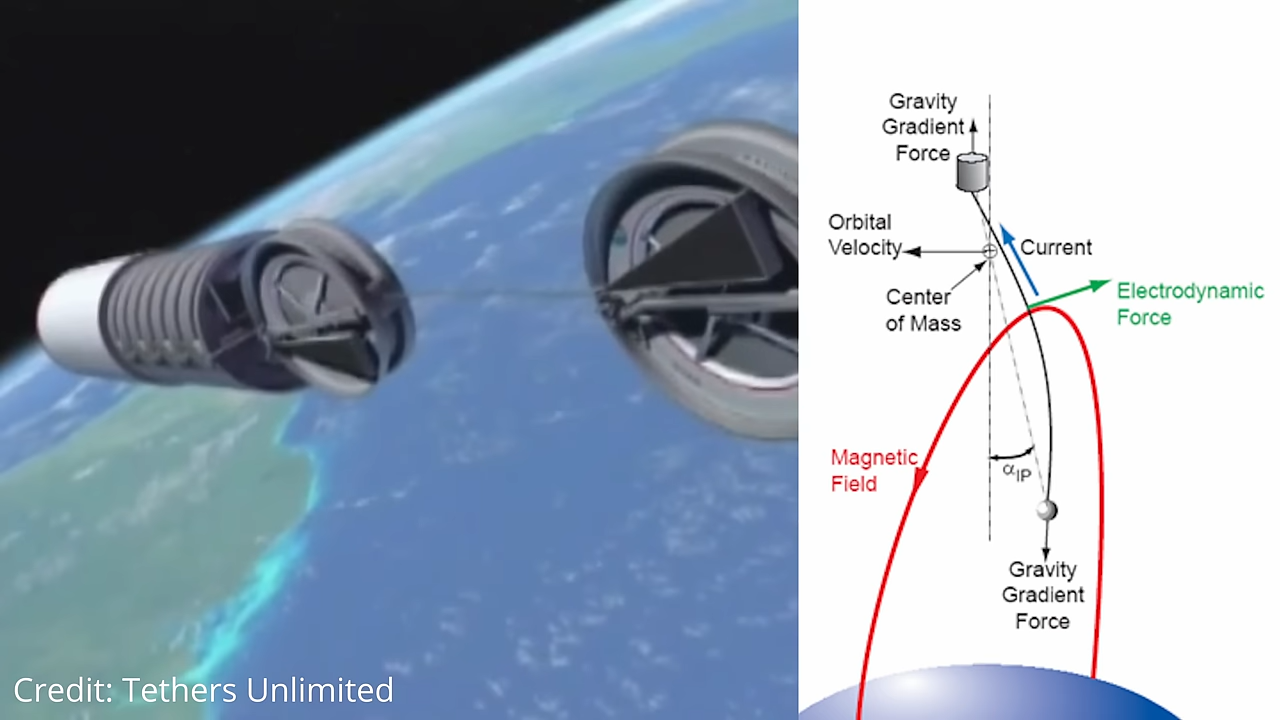 Gravity
Gradient
Force
Orbital
Velocity
Current
Center
of Mass
Electrodynamic
Force
Magnetic
Field
αIP
Gravity
Gradient
Force
Credit: Tethers Unlimited